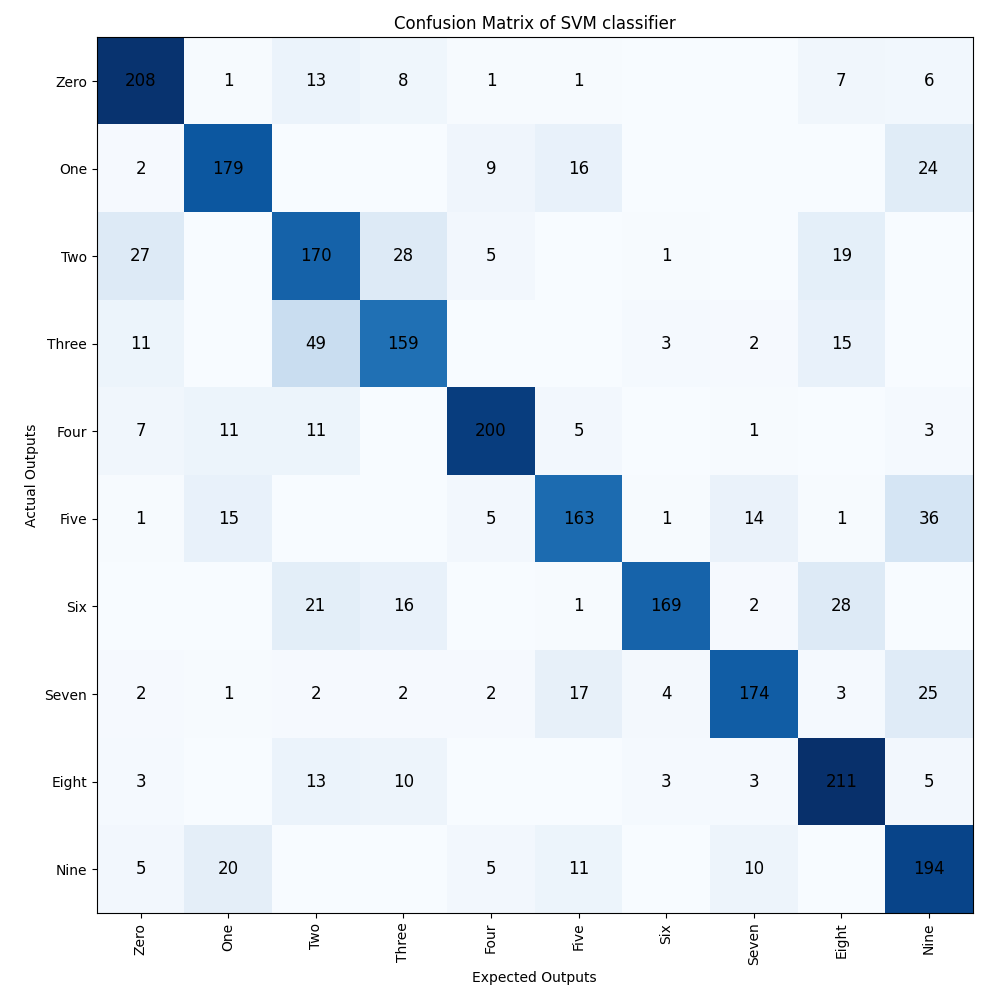 Confusion Matrix of SVM classifier
Actual Outputs
Zero 208 1 13 8 1 1 7 6
One 2 179 9 16 24
Two 27 170 28 5 1 19
Three 11 49 159 3 2 15
Four 7 11 11 200 5 1 3
Five 1 15 5 163 1 14 1 36
Six 21 16 1 169 2 28
Seven 2 1 2 2 2 17 4 174 3 25
Eight 3 13 10 3 3 211 5
Nine 5 20 5 11 10 194
Zero One Two Three Four Five Six Seven Eight Nine
Expected Outputs